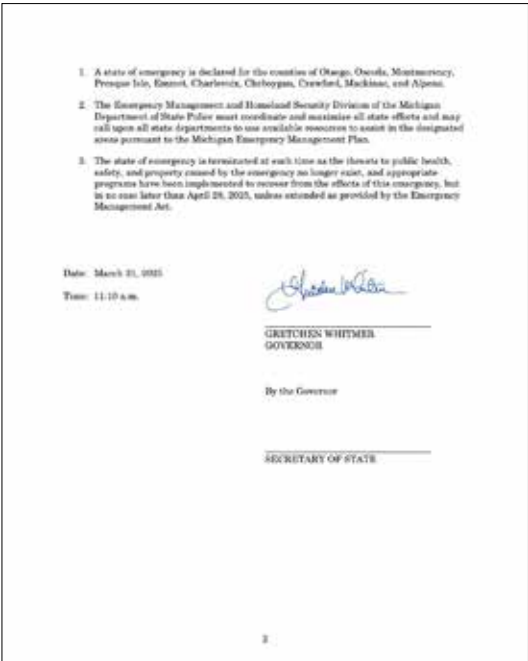 1. A state of emergency is declared for the counties of Otsego, Oscoda, Montmorency,
Presque Isle, Emmet, Charlevoix, Cheboygan, Crawford, Mackinac, and Alpena.
2. The Emergency Management and Homeland Security Division of the Michigan
Department of State Police must coordinate and maximize all state efforts and may
call upon all state departments to use available resources to assist in the designated
areas pursuant to the Michigan Emergency Management Plan.
3. The state of emergency is terminated at such time as the threats to public health,
safety, and property caused by the emergency no longer exist, and appropriate
programs have been implemented to recover from the effects of this emergency, but
in no case later than April 28, 2025, unless extended as provided by the Emergency
Management Act.
Date: March 31, 2025
Time: 11:10 a.m.
GRETCHEN WHITMER
GOVERNOR
By the Governor
SECRETARY OF STATE
2